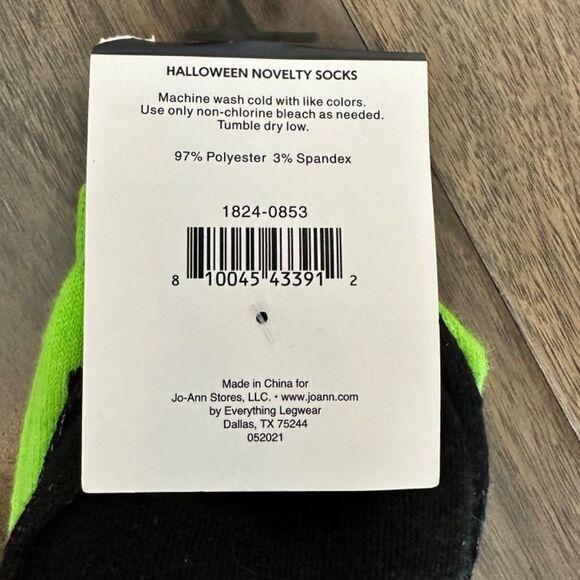 HALLOWEEN NOVELTY SOCKS
Machine wash cold with like colors.
Use only non-chlorine bleach as needed.
Tumble dry low.
97% Polyester 3% Spandex
1824-0853
8 10045 43391 2
Made in China for
Jo-Ann Stores, LLC. • www.joann.com
by Everything Legwear
Dallas, TX 75244
052021